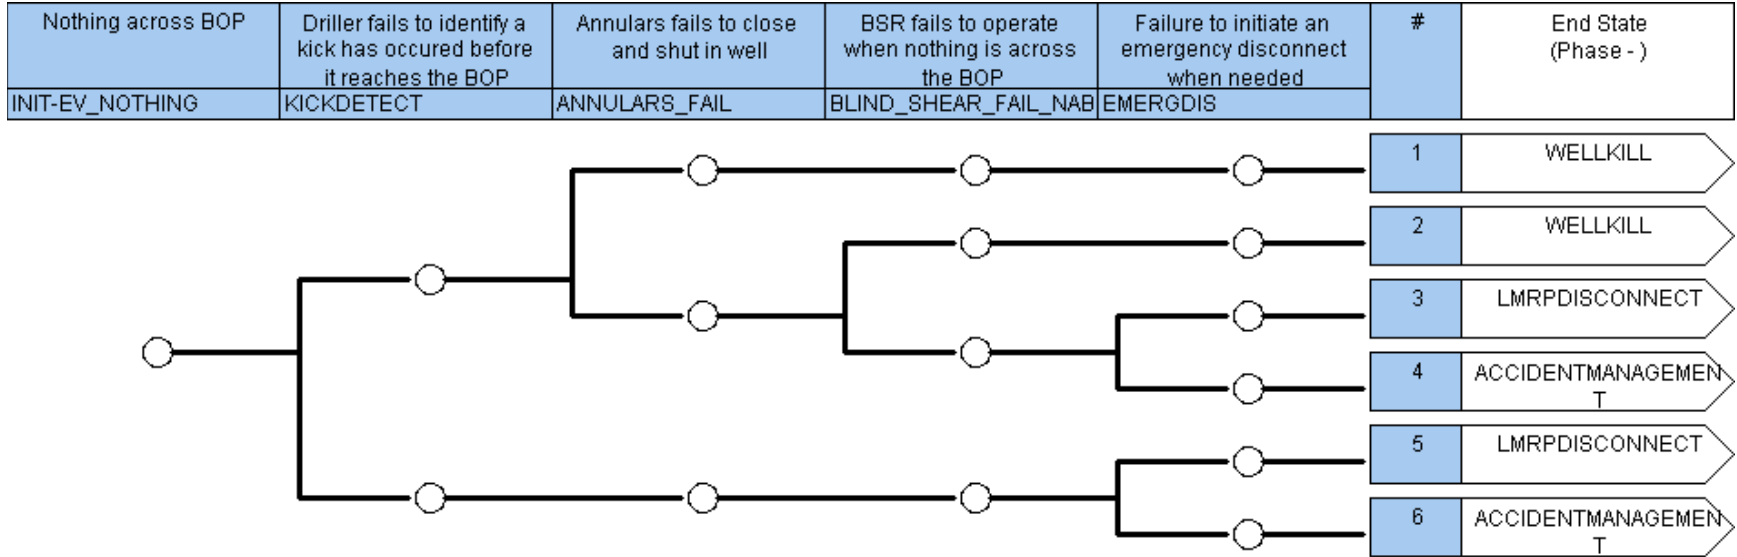 Nothing across BOP
Driller fails to identify a
kick has occured before
it reaches the BOP
Annulars fails to close
and shut in well
BSR fails to operate
when nothing is across
the BOP
Failure to initiate an
emergency disconnect
when needed
#
End State
(Phase - )
INIT-EV_NOTHING
KICKDETECT
ANNULARS_FAIL
BLIND_SHEAR_FAIL_NAB
EMERGDIS
1
WELLKILL
2
WELLKILL
3
LMRPDISCONNECT
4
ACCIDENTMANAGEMEN
T
5
LMRPDISCONNECT
6
ACCIDENTMANAGEMEN
T